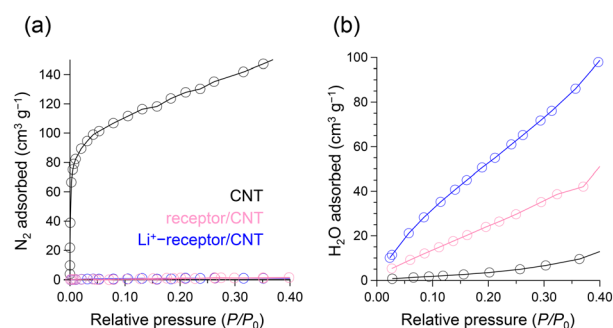 (a)
N₂ adsorbed (cm³ g⁻¹)
140
120
100
80
60
40
20
0
0.00
0.10
0.20
0.30
0.40
CNT
receptor/CNT
Li⁺−receptor/CNT
Relative pressure (P/P₀)
(b)
H₂O adsorbed (cm³ g⁻¹)
100
80
60
40
20
0
0.00
0.10
0.20
0.30
0.40
Relative pressure (P/P₀)